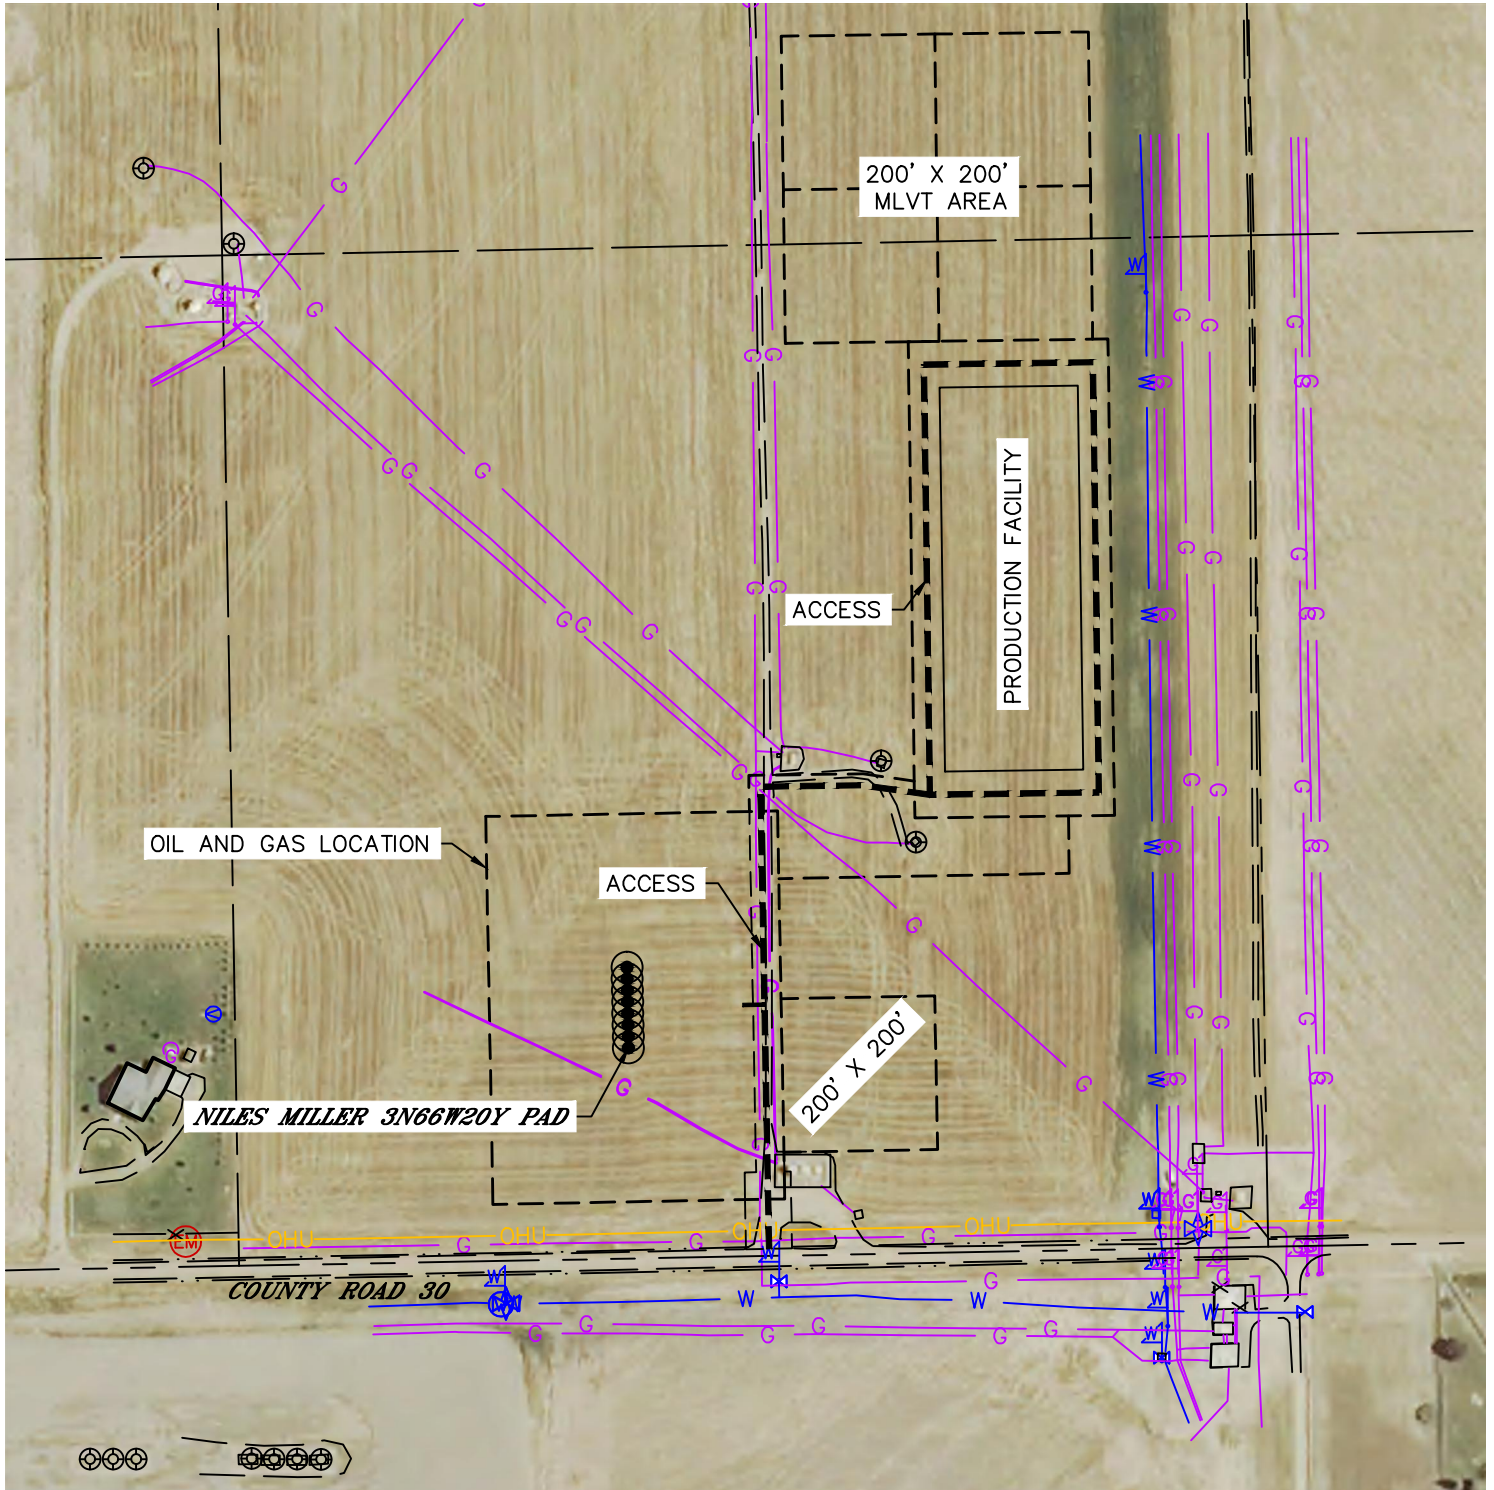 200' X 200'
MLVT AREA
PRODUCTION FACILITY
ACCESS
OIL AND GAS LOCATION
ACCESS
200' X 200'
NILES MILLER 3N66W20Y PAD
EM
OHU
OHU
OHU
OHU
COUNTY ROAD 30
G
G
G
G
G
G
G
G
G
W
W
W
W